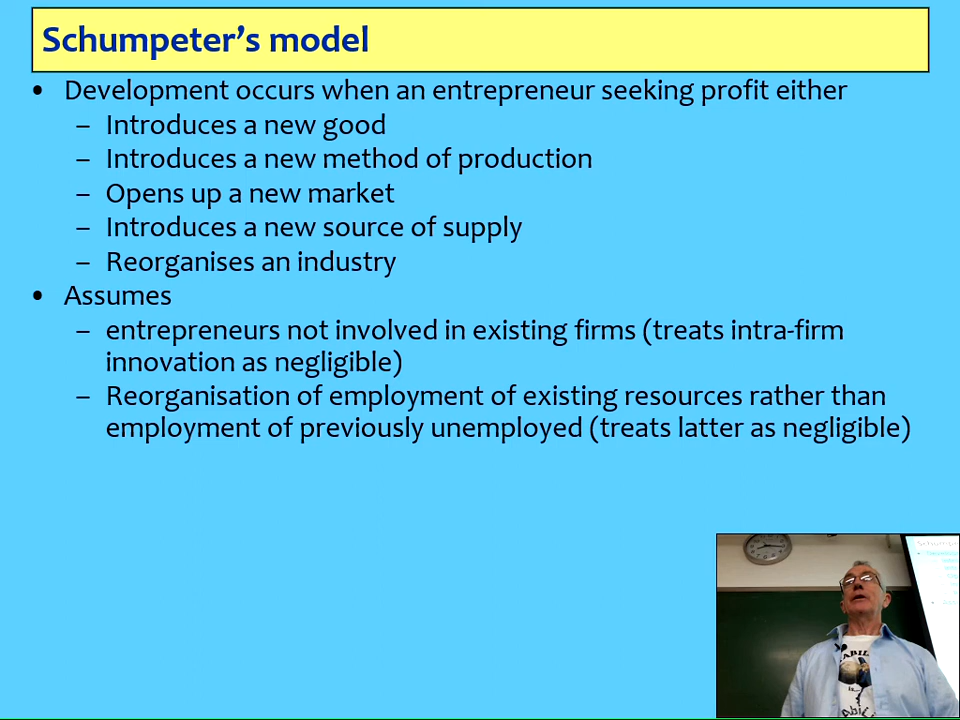 Schumpeter's model
• Development occurs when an entrepreneur seeking profit either
– Introduces a new good
– Introduces a new method of production
– Opens up a new market
– Introduces a new source of supply
– Reorganises an industry
• Assumes
– entrepreneurs not involved in existing firms (treats intra-firm
innovation as negligible)
– Reorganisation of employment of existing resources rather than
employment of previously unemployed (treats latter as negligible)